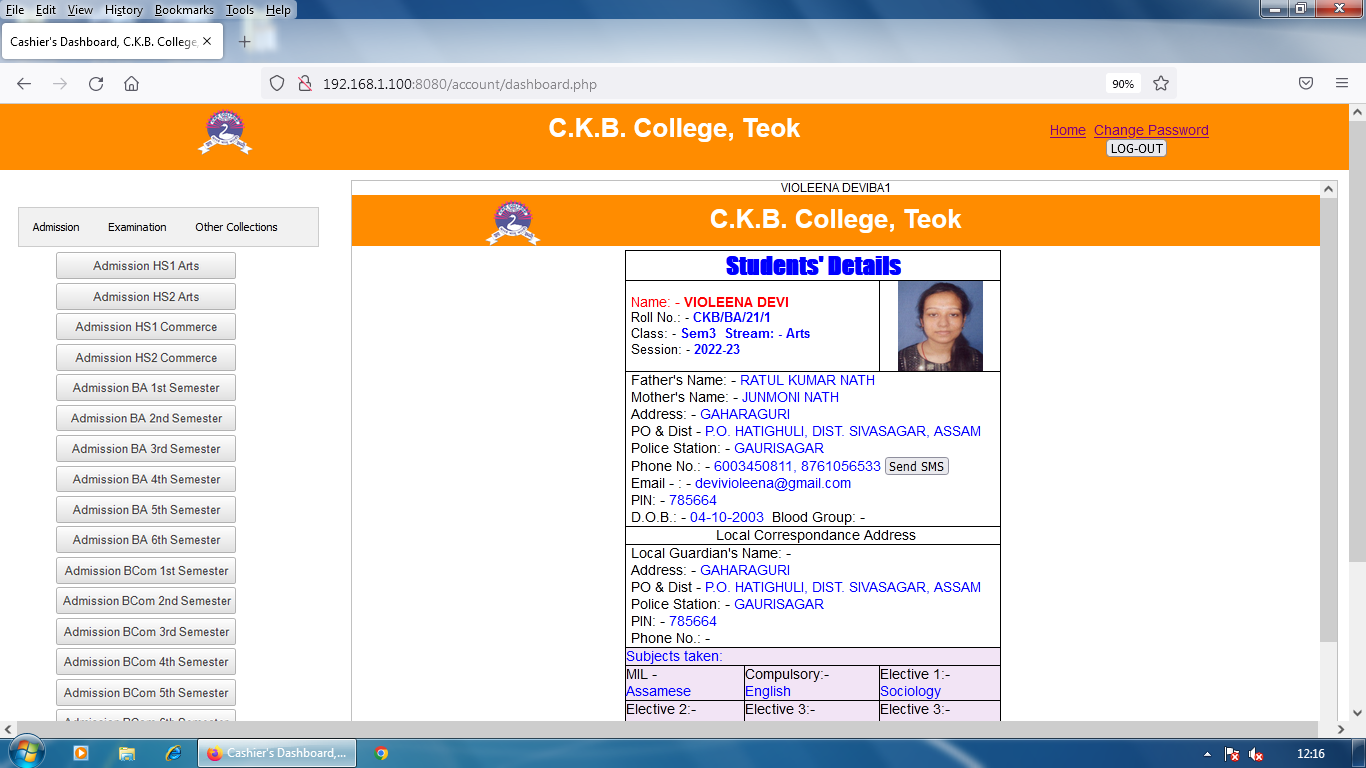 File Edit View History Bookmarks Tools Help
Cashier's Dashboard, C.K.B. College,
192.168.1.100:8080/account/dashboard.php
90%
C.K.B. College, Teok
Home Change Password
LOG-OUT
Admission Examination Other Collections
Admission HS1 Arts
Admission HS2 Arts
Admission HS1 Commerce
Admission HS2 Commerce
Admission BA 1st Semester
Admission BA 2nd Semester
Admission BA 3rd Semester
Admission BA 4th Semester
Admission BA 5th Semester
Admission BA 6th Semester
Admission BCom 1st Semester
Admission BCom 2nd Semester
Admission BCom 3rd Semester
Admission BCom 4th Semester
Admission BCom 5th Semester
Admission BCom 6th Semester
VIOLEENA DEVIBA1
C.K.B. College, Teok
Students' Details
Name: - VIOLEENA DEVI
Roll No.: - CKB/BA/21/1
Class: - Sem3 Stream: - Arts
Session: - 2022-23
Father's Name: - RATUL KUMAR NATH
Mother's Name: - JUNMONI NATH
Address: - GAHARAGURI
PO & Dist - P.O. HATIGHULI, DIST. SIVASAGAR, ASSAM
Police Station: - GAURISAGAR
Phone No.: - 6003450811, 8761056533 Send SMS
Email - : - devivioleena@gmail.com
PIN: - 785664
D.O.B.: - 04-10-2003 Blood Group: -
Local Correspondance Address
Local Guardian's Name: -
Address: - GAHARAGURI
PO & Dist - P.O. HATIGHULI, DIST. SIVASAGAR, ASSAM
Police Station: - GAURISAGAR
PIN: - 785664
Phone No.: -
Subjects taken:
MIL - Compulsory:- Elective 1:-
Assamese English Sociology
Elective 2:- Elective 3:- Elective 3:-
Cashier's Dashboard,...
12:16